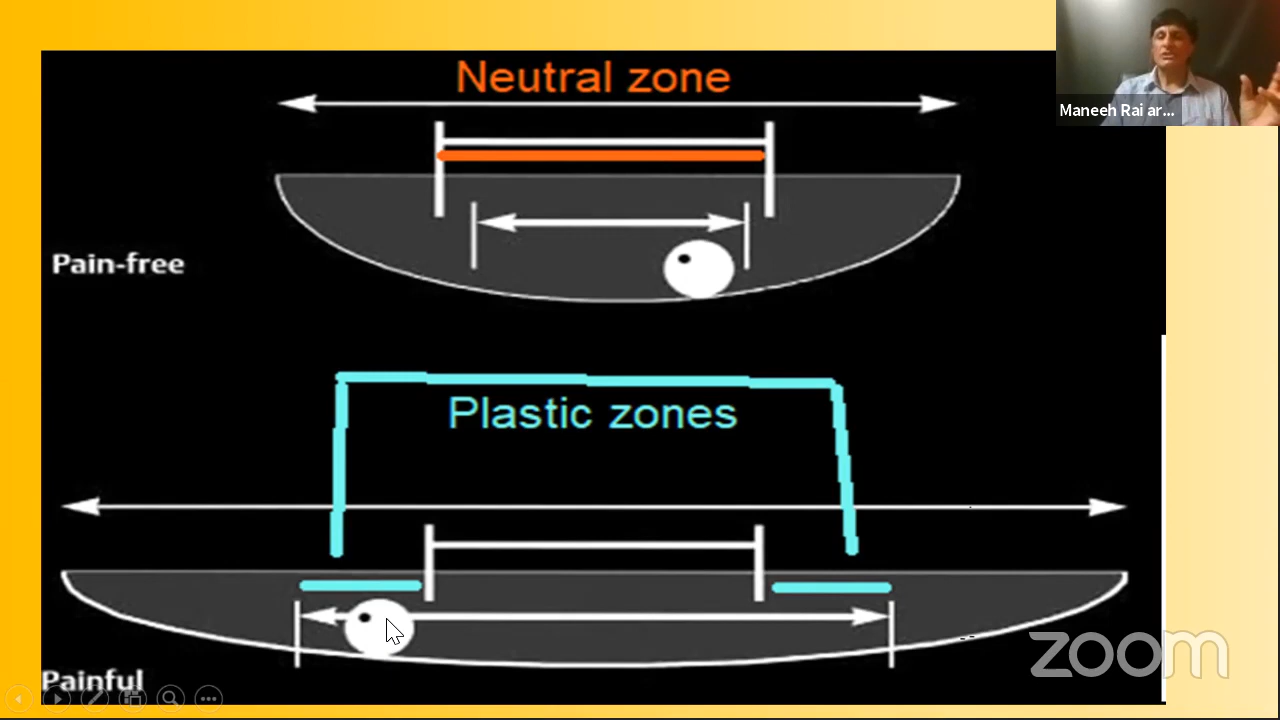 Neutral zone
Maneeh Rai ar...
Pain-free
Plastic zones
Painful
zoom